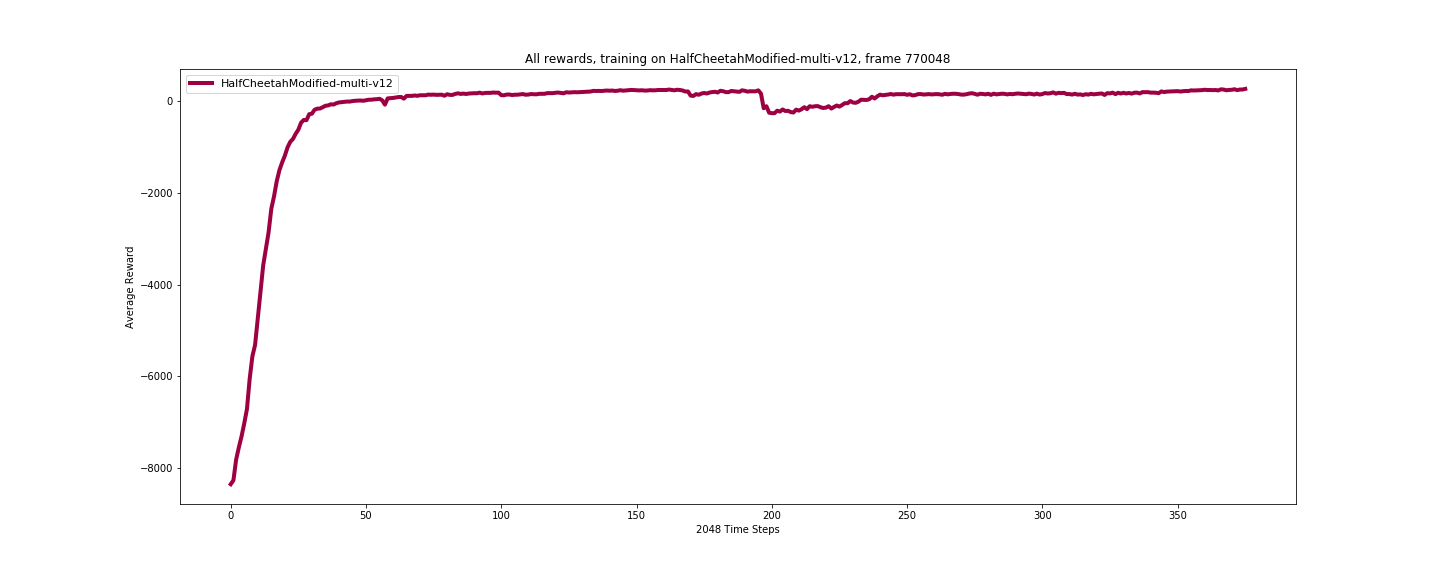 All rewards, training on HalfCheetahModified-multi-v12, frame 770048
HalfCheetahModified-multi-v12
0
−2000
−4000
−6000
−8000
Average Reward
0 50 100 150 200 250 300 350
2048 Time Steps